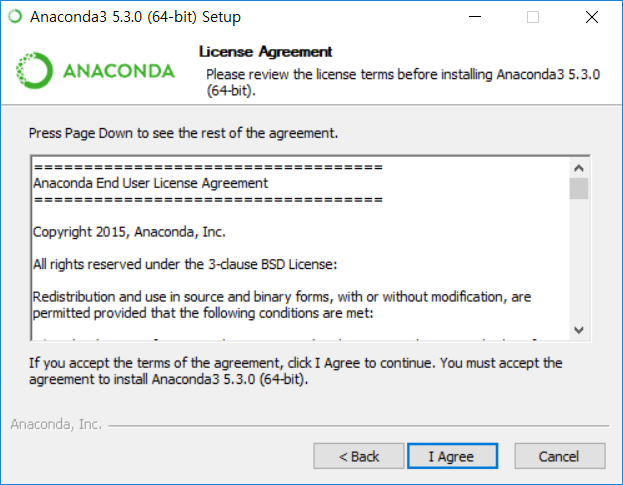 Anaconda3 5.3.0 (64-bit) Setup
ANACONDA
License Agreement
Please review the license terms before installing Anaconda3 5.3.0
(64-bit).
Press Page Down to see the rest of the agreement.
===================================
Anaconda End User License Agreement
===================================
Copyright 2015, Anaconda, Inc.
All rights reserved under the 3-clause BSD License:
Redistribution and use in source and binary forms, with or without modification, are
permitted provided that the following conditions are met:
If you accept the terms of the agreement, click I Agree to continue. You must accept the
agreement to install Anaconda3 5.3.0 (64-bit).
Anaconda, Inc.
< Back
I Agree
Cancel